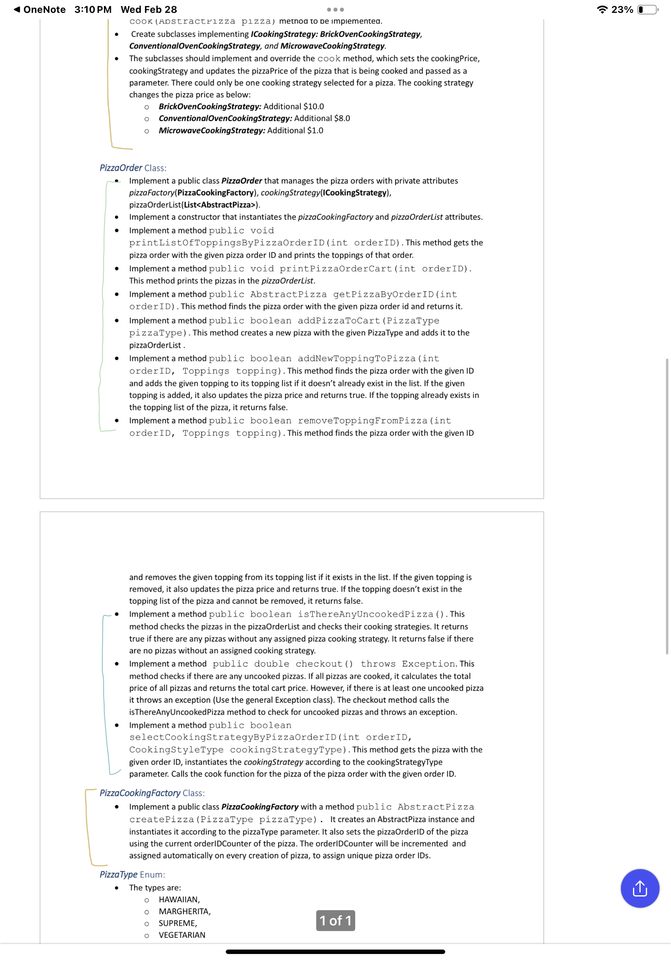 ◀ OneNote 3:10 PM Wed Feb 28 23%
cook(AbstractPizza pizza) method to be implemented.
• Create subclasses implementing ICookingStrategy: BrickOvenCookingStrategy,
ConventionalOvenCookingStrategy, and MicrowaveCookingStrategy.
• The subclasses should implement and override the cook method, which sets the cookingPrice,
cookingStrategy and updates the pizzaPrice of the pizza that is being cooked and passed as a
parameter. There could only be one cooking strategy selected for a pizza. The cooking strategy
changes the pizza price as below:
o BrickOvenCookingStrategy: Additional $10.0
o ConventionalOvenCookingStrategy: Additional $8.0
o MicrowaveCookingStrategy: Additional $1.0
PizzaOrder Class:
• Implement a public class PizzaOrder that manages the pizza orders with private attributes
pizzaFactory(PizzaCookingFactory), cookingStrategy(ICookingStrategy),
pizzaOrderList(List<AbstractPizza>).
• Implement a constructor that instantiates the pizzaCookingFactory and pizzaOrderList attributes.
• Implement a method public void
printListOfToppingsByPizzaOrderID(int orderID). This method gets the
pizza order with the given pizza order ID and prints the toppings of that order.
• Implement a method public void printPizzaOrderCart(int orderID).
This method prints the pizzas in the pizzaOrderList.
• Implement a method public AbstractPizza getPizzaByOrderID(int
orderID). This method finds the pizza order with the given pizza order id and returns it.
• Implement a method public boolean addPizzaToCart(PizzaType
pizzaType). This method creates a new pizza with the given PizzaType and adds it to the
pizzaOrderList .
• Implement a method public boolean addNewToppingToPizza(int
orderID, Toppings topping). This method finds the pizza order with the given ID
and adds the given topping to its topping list if it doesn't already exist in the list. If the given
topping is added, it also updates the pizza price and returns true. If the topping already exists in
the topping list of the pizza, it returns false.
• Implement a method public boolean removeToppingFromPizza(int
orderID, Toppings topping). This method finds the pizza order with the given ID
and removes the given topping from its topping list if it exists in the list. If the given topping is
removed, it also updates the pizza price and returns true. If the topping doesn't exist in the
topping list of the pizza and cannot be removed, it returns false.
• Implement a method public boolean isThereAnyUncookedPizza(). This
method checks the pizzas in the pizzaOrderList and checks their cooking strategies. It returns
true if there are any pizzas without any assigned pizza cooking strategy. It returns false if there
are no pizzas without an assigned cooking strategy.
• Implement a method public double checkout() throws Exception. This
method checks if there are any uncooked pizzas. If all pizzas are cooked, it calculates the total
price of all pizzas and returns the total cart price. However, if there is at least one uncooked pizza
it throws an exception (Use the general Exception class). The checkout method calls the
isThereAnyUncookedPizza method to check for uncooked pizzas and throws an exception.
• Implement a method public boolean
selectCookingStrategyByPizzaOrderID(int orderID,
CookingStyleType cookingStrategyType). This method gets the pizza with the
given order ID, instantiates the cookingStrategy according to the cookingStrategyType
parameter. Calls the cook function for the pizza of the pizza order with the given order ID.
PizzaCookingFactory Class:
• Implement a public class PizzaCookingFactory with a method public AbstractPizza
createPizza(PizzaType pizzaType). It creates an AbstractPizza instance and
instantiates it according to the pizzaType parameter. It also sets the pizzaOrderID of the pizza
using the current orderIDCounter of the pizza. The orderIDCounter will be incremented and
assigned automatically on every creation of pizza, to assign unique pizza order IDs.
PizzaType Enum:
• The types are:
o HAWAIIAN,
o MARGHERITA,
o SUPREME,
o VEGETARIAN
1 of 1